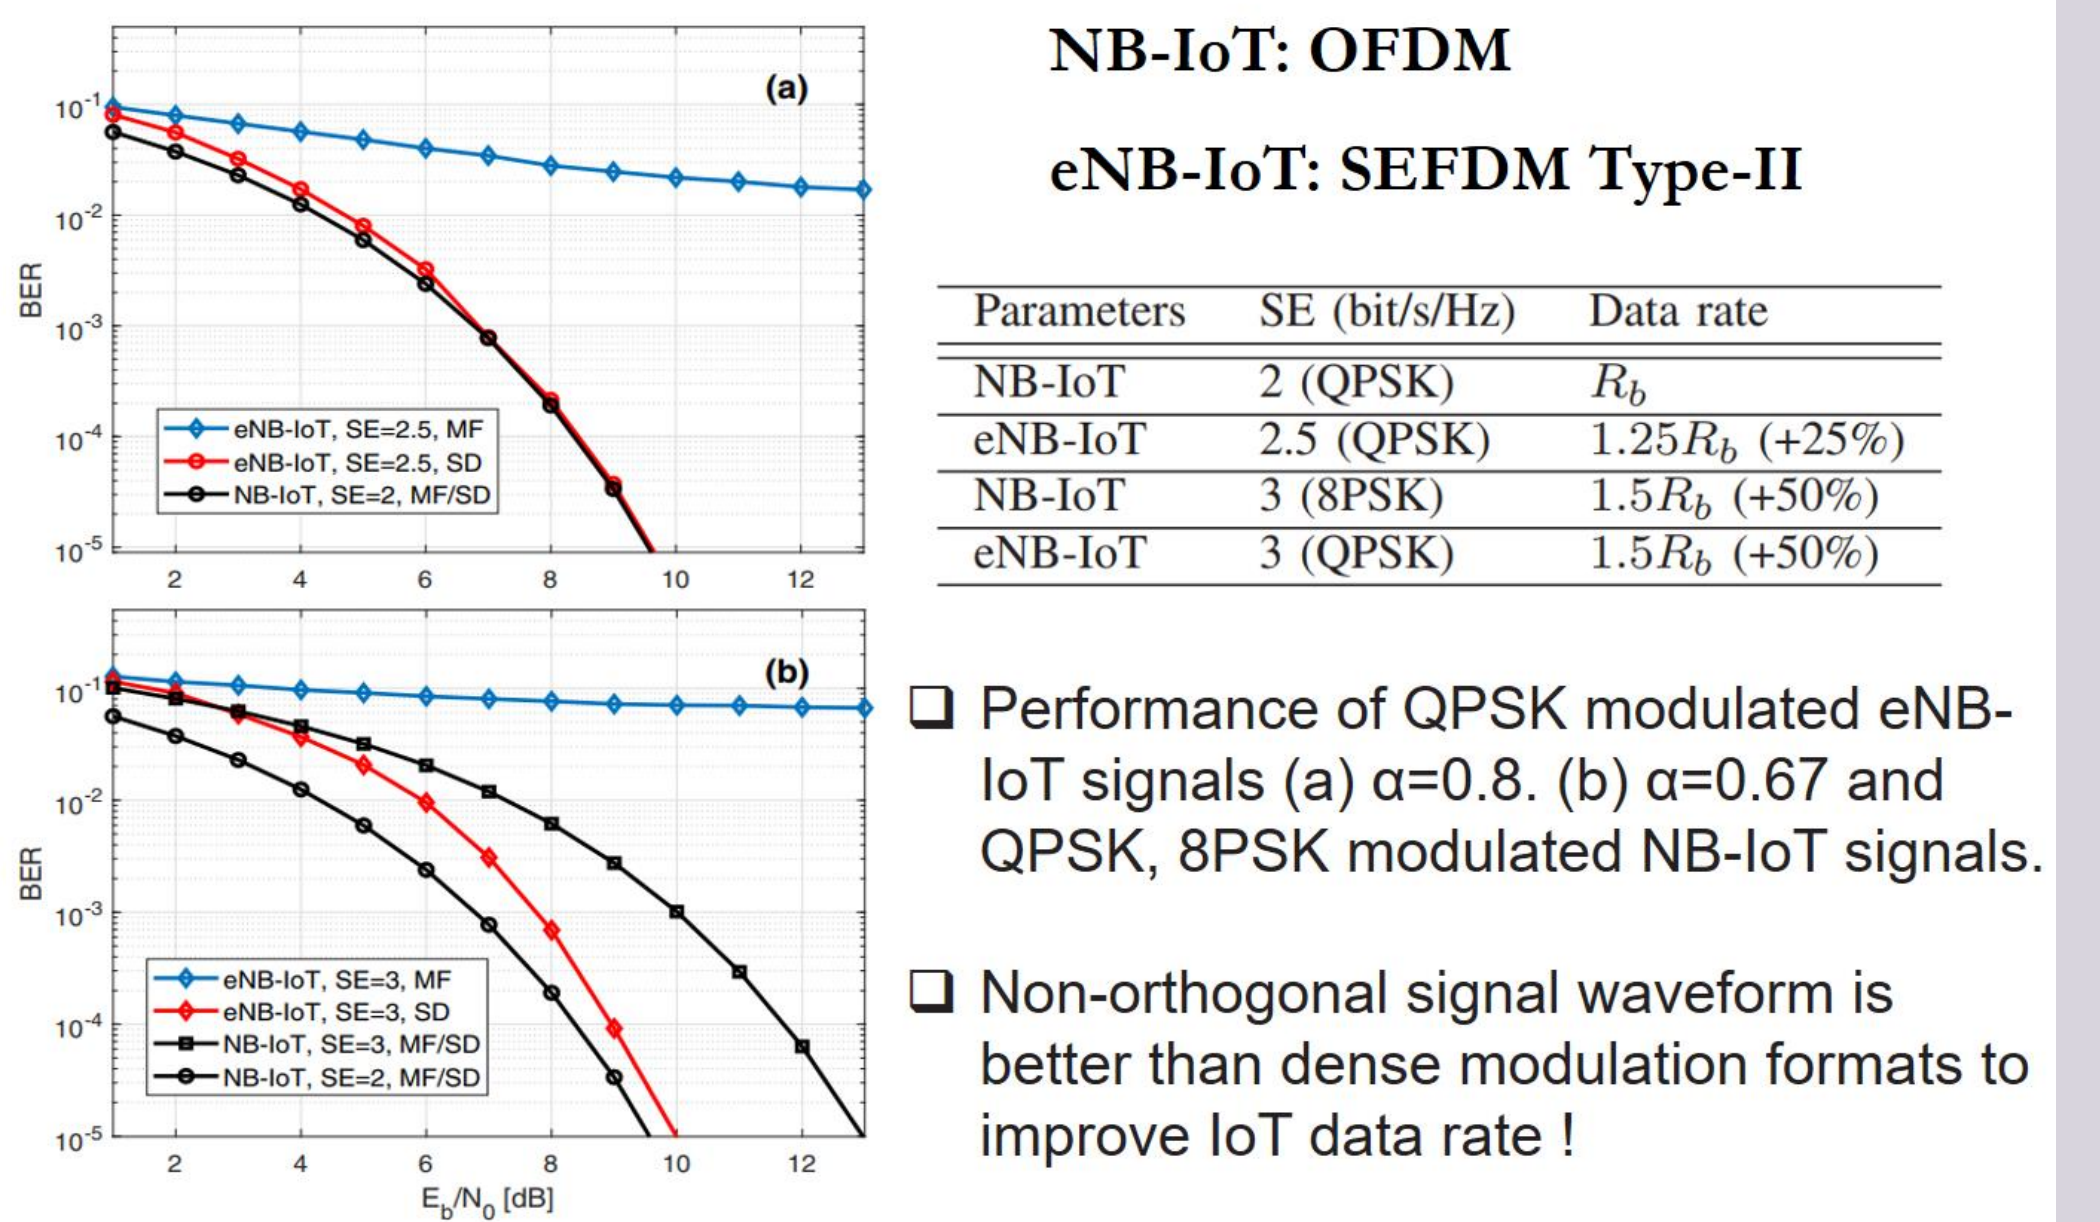 (a)
10⁻¹
10⁻²
10⁻³
10⁻⁴
10⁻⁵
BER
eNB-IoT, SE=2.5, MF
eNB-IoT, SE=2.5, SD
NB-IoT, SE=2, MF/SD
2 4 6 8 10 12
(b)
10⁻¹
10⁻²
10⁻³
10⁻⁴
10⁻⁵
BER
eNB-IoT, SE=3, MF
eNB-IoT, SE=3, SD
NB-IoT, SE=3, MF/SD
NB-IoT, SE=2, MF/SD
2 4 6 8 10 12
E_b/N_0 [dB]
NB-IoT: OFDM
eNB-IoT: SEFDM Type-II
Parameters SE (bit/s/Hz) Data rate
NB-IoT 2 (QPSK) R_b
eNB-IoT 2.5 (QPSK) 1.25R_b (+25%)
NB-IoT 3 (8PSK) 1.5R_b (+50%)
eNB-IoT 3 (QPSK) 1.5R_b (+50%)
❑ Performance of QPSK modulated eNB-
IoT signals (a) α=0.8. (b) α=0.67 and
QPSK, 8PSK modulated NB-IoT signals.
❑ Non-orthogonal signal waveform is
better than dense modulation formats to
improve IoT data rate !